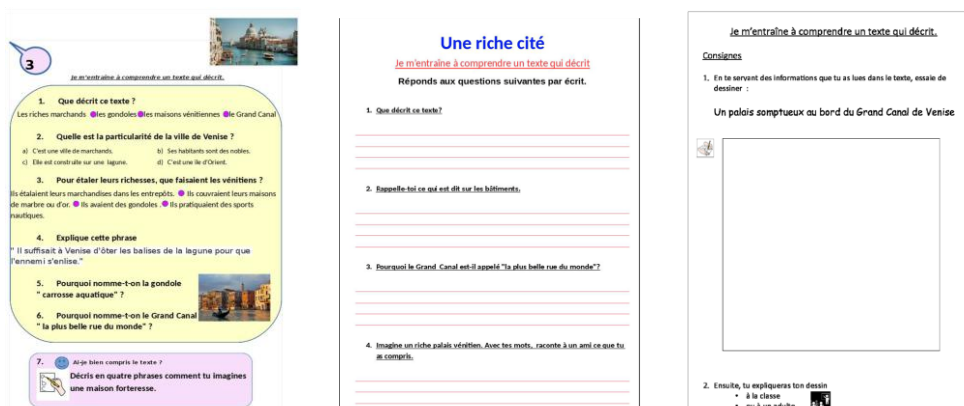 3
je m'entraîne à comprendre un texte qui décrit.
1. Que décrit ce texte ?
Les riches marchands les gondoles les maisons vénitiennes le Grand Canal
2. Quelle est la particularité de la ville de Venise ?
a) C'est une ville de marchands. b) Ses habitants sont des nobles.
c) Elle est construite sur une lagune. d) C'est une île d'Orient.
3. Pour étaler leurs richesses, que faisaient les vénitiens ?
Ils étalaient leurs marchandises dans les entrepôts. Ils couvraient leurs maisons
de marbre ou d'or. Ils avaient des gondoles . Ils pratiquaient des sports
nautiques.
4. Explique cette phrase
" Il suffisait à Venise d'ôter les balises de la lagune pour que
l'ennemi s'enlise."
5. Pourquoi nomme-t-on la gondole
" carrosse aquatique" ?
6. Pourquoi nomme-t-on le Grand Canal
" la plus belle rue du monde" ?
7. Ai-je bien compris le texte ?
Décris en quatre phrases comment tu imagines
une maison forteresse.
Une riche cité
Je m'entraîne à comprendre un texte qui décrit
Réponds aux questions suivantes par écrit.
1. Que décrit ce texte?
2. Rappelle-toi ce qui est dit sur les bâtiments.
3. Pourquoi le Grand Canal est-il appelé "la plus belle rue du monde"?
4. Imagine un riche palais vénitien. Avec tes mots, raconte à un ami ce que tu
as compris.
Je m'entraîne à comprendre un texte qui décrit.
Consignes
1. En te servant des informations que tu as lues dans le texte, essaie de
dessiner :
Un palais somptueux au bord du Grand Canal de Venise
2. Ensuite, tu expliqueras ton dessin
• à la classe
• ou à un adulte